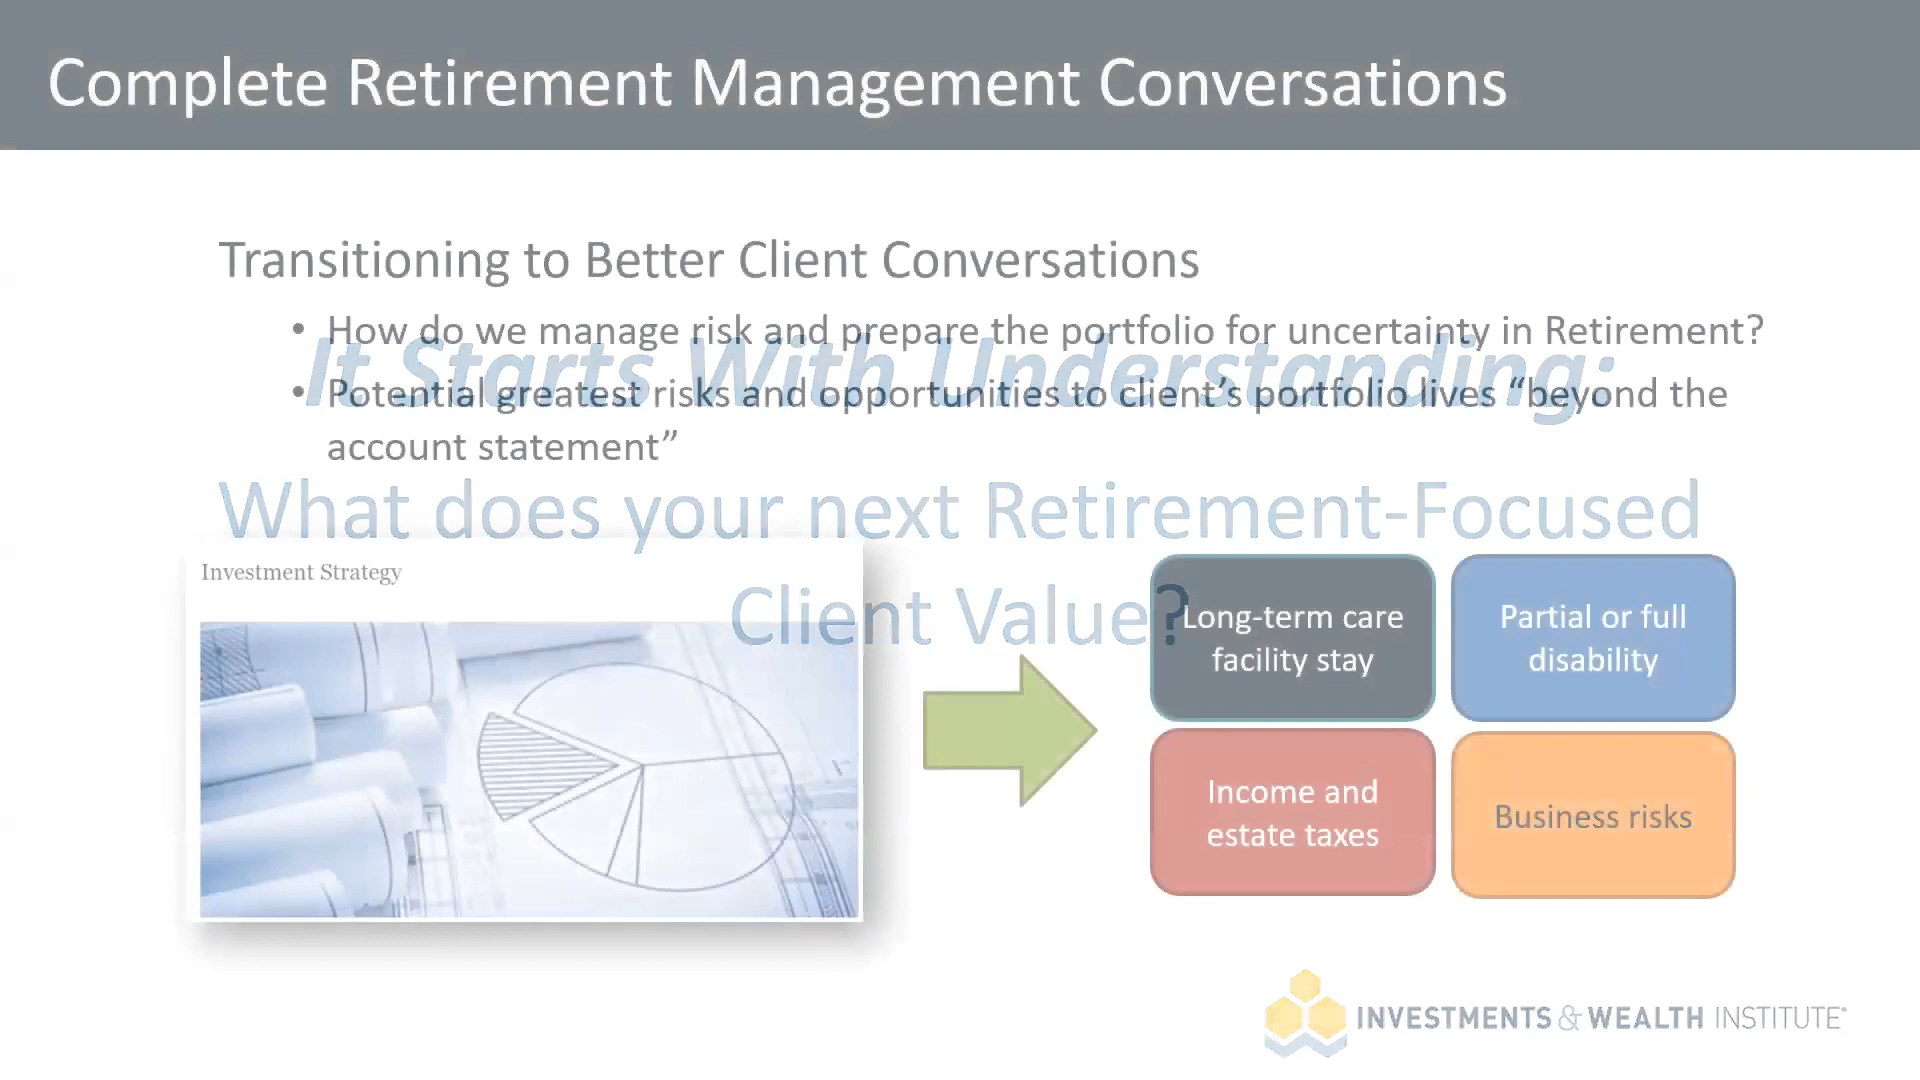 Complete Retirement Management Conversations
Transitioning to Better Client Conversations
• How do we manage risk and prepare the portfolio for uncertainty in Retirement?
It Starts With Understanding:
• Potential greatest risks and opportunities to client’s portfolio lives “beyond the
account statement”
What does your next Retirement-Focused
Client Value?
Investment Strategy
Long-term care
facility stay
Partial or full
disability
Income and
estate taxes
Business risks
INVESTMENTS & WEALTH INSTITUTE®